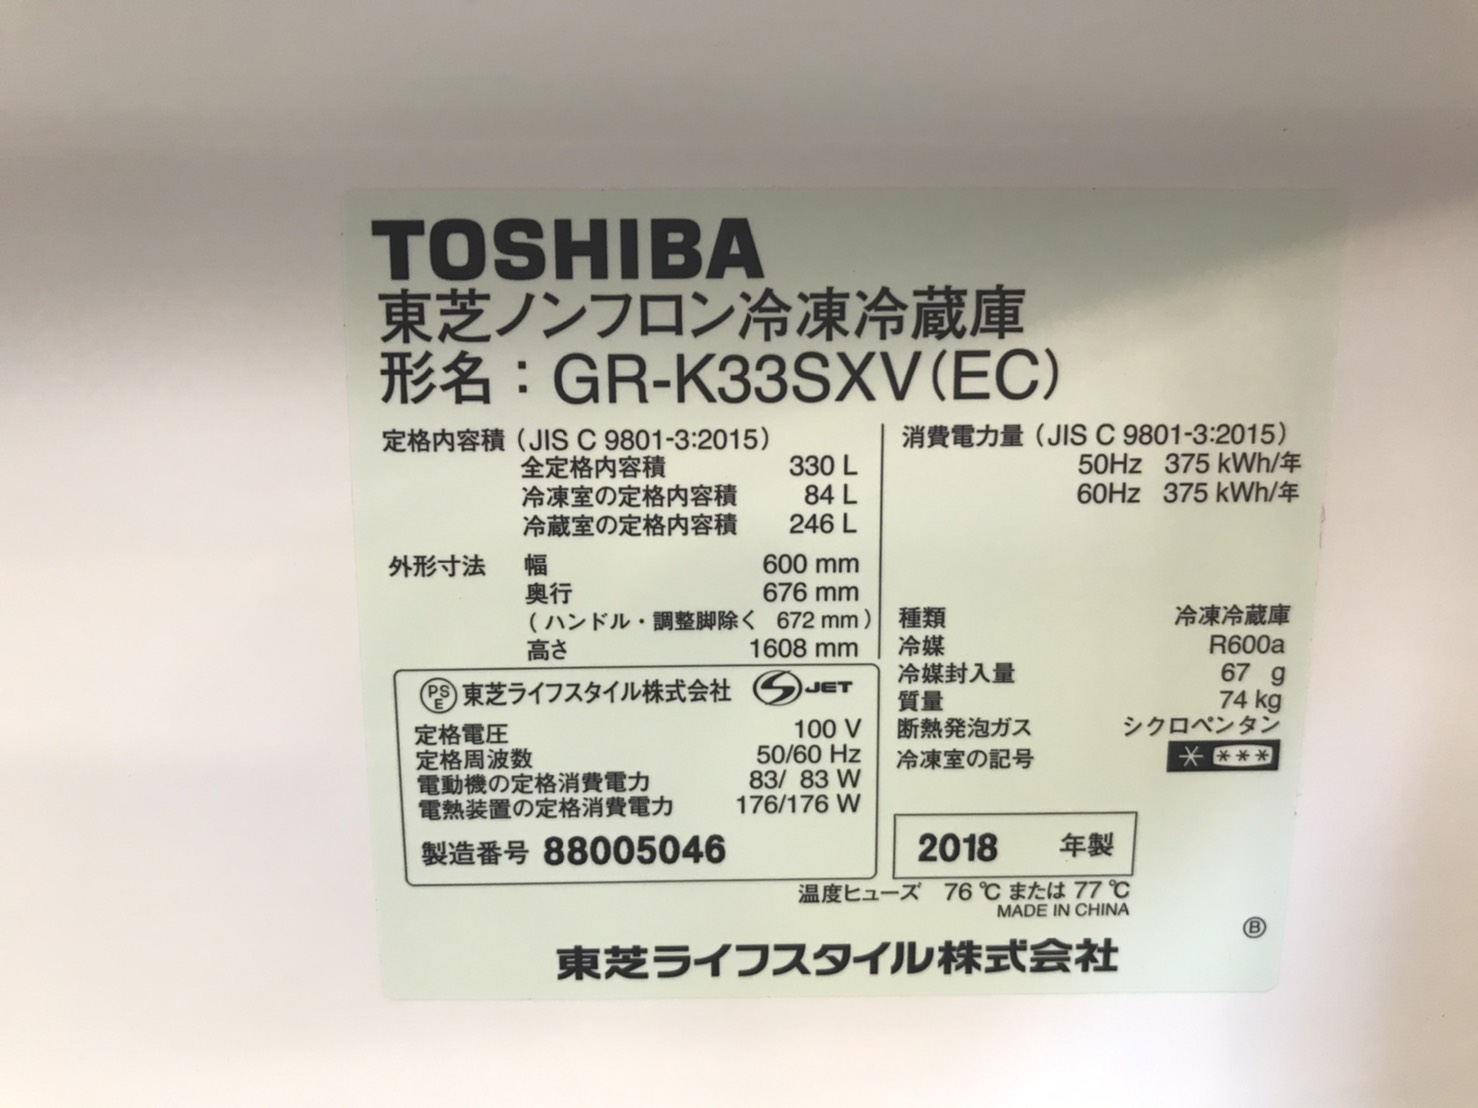 TOSHIBA
東芝ノンフロン冷凍冷蔵庫
形名：GR-K33SXV(EC)
定格内容積（JIS C 9801-3:2015）
全定格内容積 330 L
冷凍室の定格内容積 84 L
冷蔵室の定格内容積 246 L
外形寸法 幅 600 mm
奥行 676 mm
（ハンドル・調整脚除く 672 mm）
高さ 1608 mm
消費電力量（JIS C 9801-3:2015）
50Hz 375 kWh/年
60Hz 375 kWh/年
種類 冷凍冷蔵庫
冷媒 R600a
冷媒封入量 67 g
質量 74 kg
断熱発泡ガス シクロペンタン
冷凍室の記号 * ***
PSE 東芝ライフスタイル株式会社 JET
定格電圧 100 V
定格周波数 50/60 Hz
電動機の定格消費電力 83/ 83 W
電熱装置の定格消費電力 176/176 W
製造番号 88005046
2018 年製
温度ヒューズ 76℃または77℃
MADE IN CHINA
Ⓑ
東芝ライフスタイル株式会社